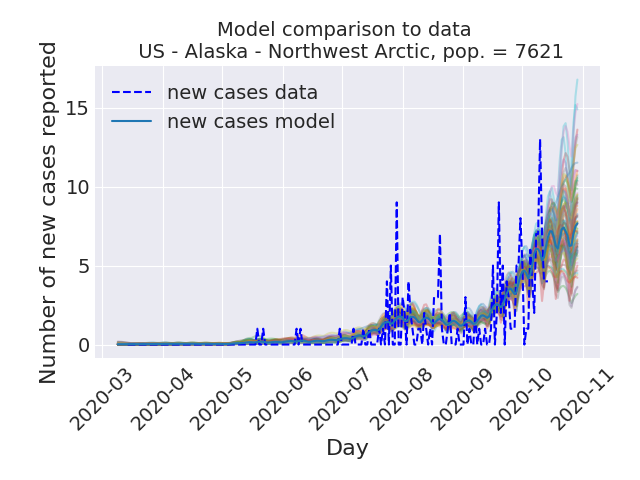 Model comparison to data
US - Alaska - Northwest Arctic, pop. = 7621
new cases data
new cases model
Number of new cases reported
15
10
5
0
2020-03
2020-04
2020-05
2020-06
2020-07
2020-08
2020-09
2020-10
2020-11
Day